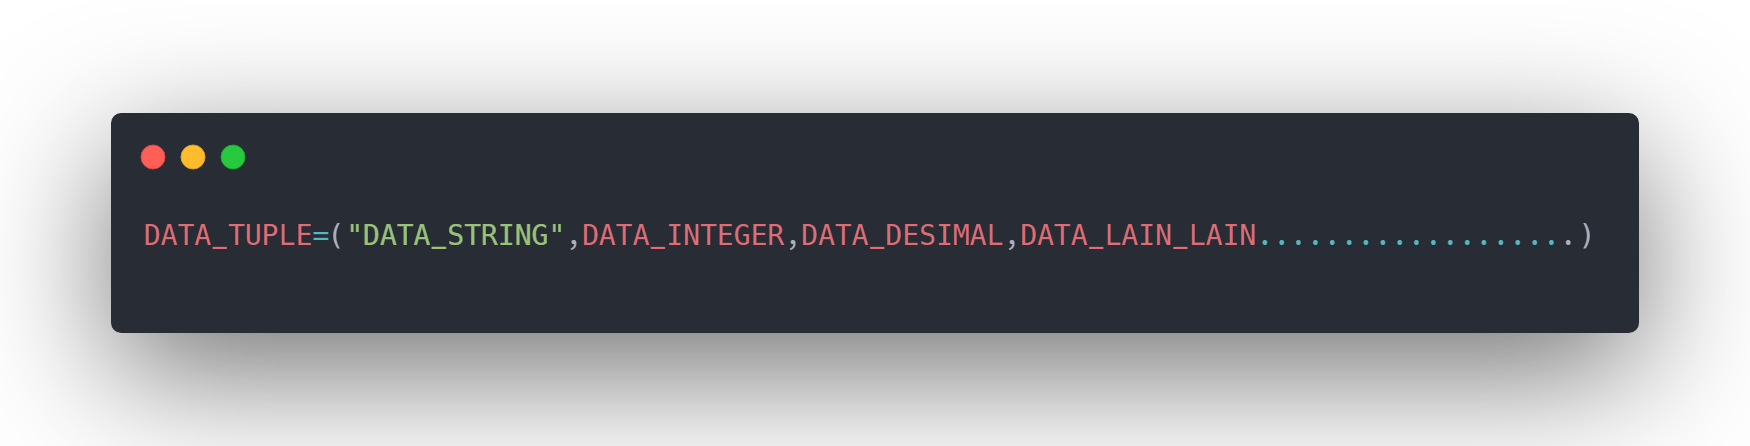 DATA_TUPLE=("DATA_STRING",DATA_INTEGER,DATA_DESIMAL,DATA_LAIN_LAIN...................)